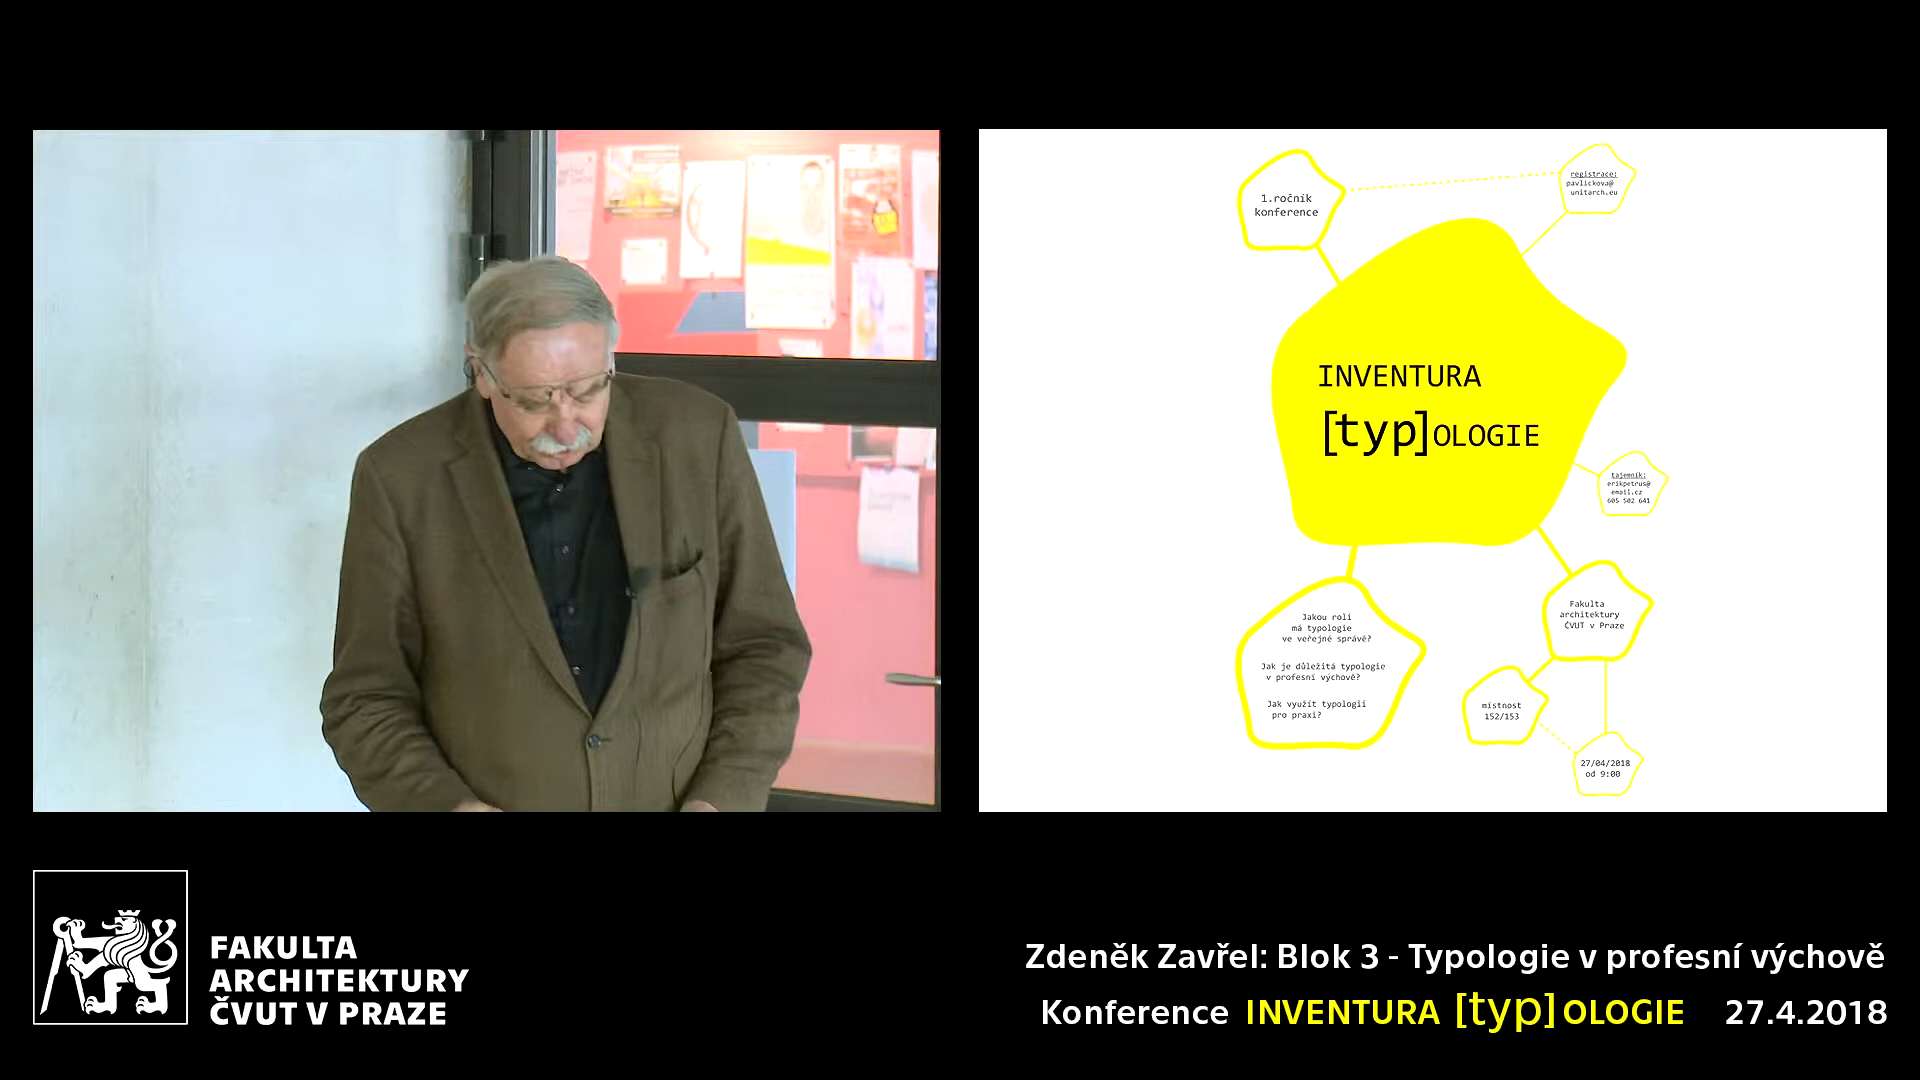 1.ročník
konference
registrace:
pavlickova@
unitarch.eu
INVENTURA
[typ]OLOGIE
tajemník:
erikpetrus@
email.cz
605 502 641
Jakou roli
má typologie
ve veřejné správě?
Jak je důležitá typologie
v profesní výchově?
Jak využít typologii
pro praxi?
Fakulta
architektury
ČVUT v Praze
místnost
152/153
27/04/2018
od 9:00
FAKULTA
ARCHITEKTURY
ČVUT V PRAZE
Zdeněk Zavřel: Blok 3 - Typologie v profesní výchově
Konference INVENTURA [typ]OLOGIE 27.4.2018